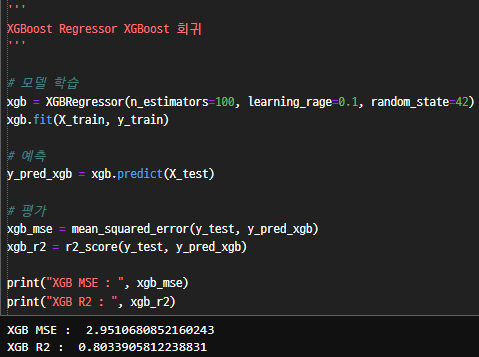 '''
XGBoost Regressor XGBoost 회귀
'''
# 모델 학습
xgb = XGBRegressor(n_estimators=100, learning_rage=0.1, random_state=42)
xgb.fit(X_train, y_train)
# 예측
y_pred_xgb = xgb.predict(X_test)
# 평가
xgb_mse = mean_squared_error(y_test, y_pred_xgb)
xgb_r2 = r2_score(y_test, y_pred_xgb)
print("XGB MSE : ", xgb_mse)
print("XGB R2 : ", xgb_r2)
XGB MSE :  2.9510680852160243
XGB R2 :  0.8033905812238831